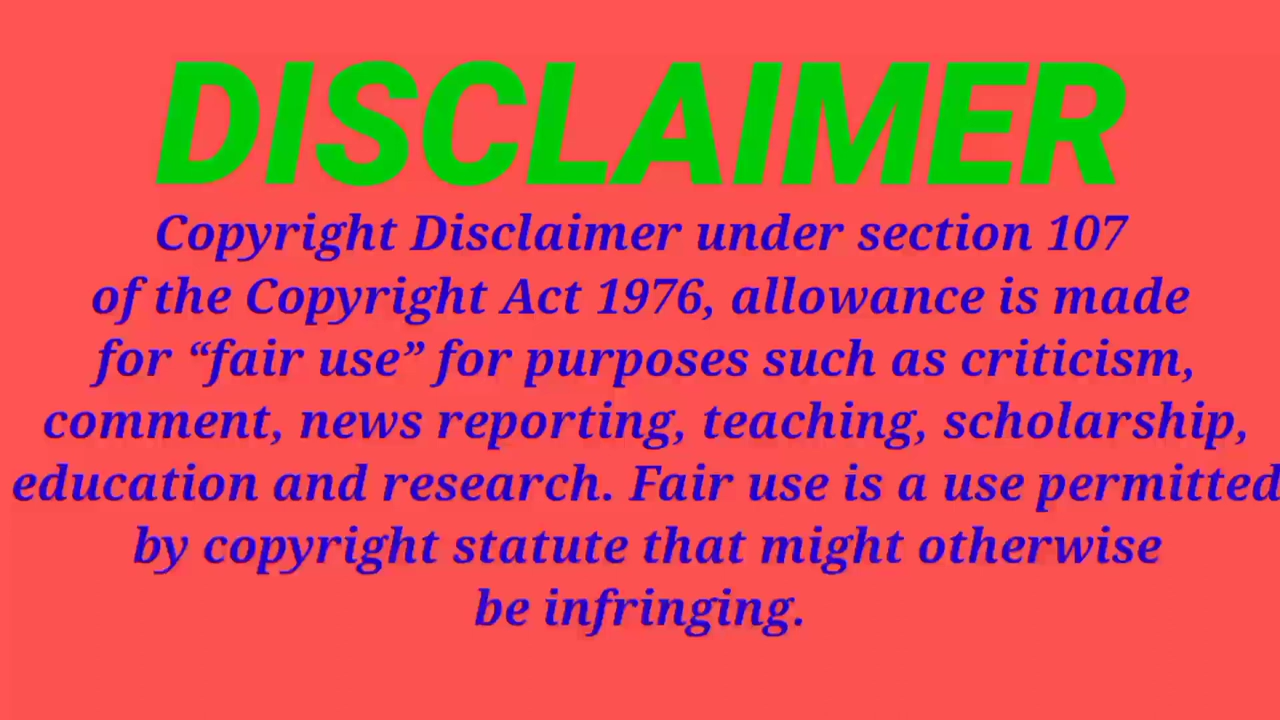 DISCLAIMER
Copyright Disclaimer under section 107
of the Copyright Act 1976, allowance is made
for “fair use” for purposes such as criticism,
comment, news reporting, teaching, scholarship,
education and research. Fair use is a use permitted
by copyright statute that might otherwise
be infringing.